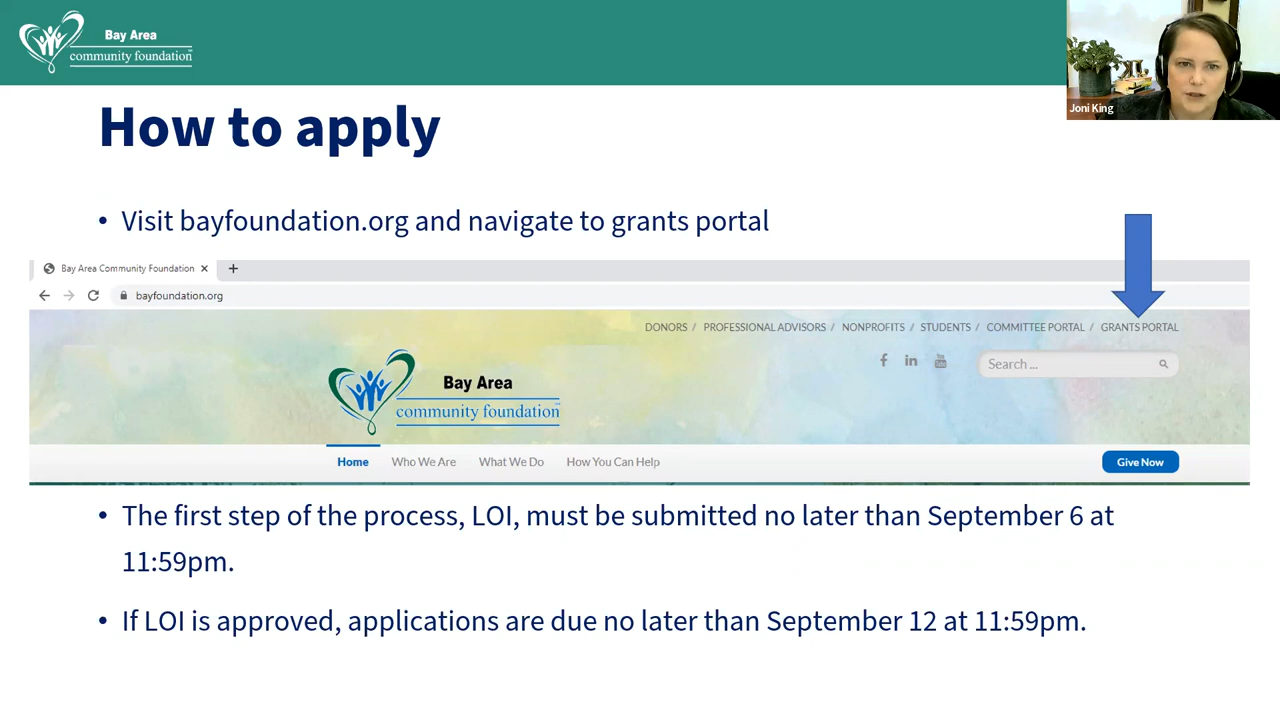 Bay Area
community foundation
Joni King
How to apply
• Visit bayfoundation.org and navigate to grants portal
Bay Area Community Foundation
bayfoundation.org
DONORS / PROFESSIONAL ADVISORS / NONPROFITS / STUDENTS / COMMITTEE PORTAL / GRANTS PORTAL
Search ...
Bay Area
community foundation
Home Who We Are What We Do How You Can Help Give Now
• The first step of the process, LOI, must be submitted no later than September 6 at
11:59pm.
• If LOI is approved, applications are due no later than September 12 at 11:59pm.